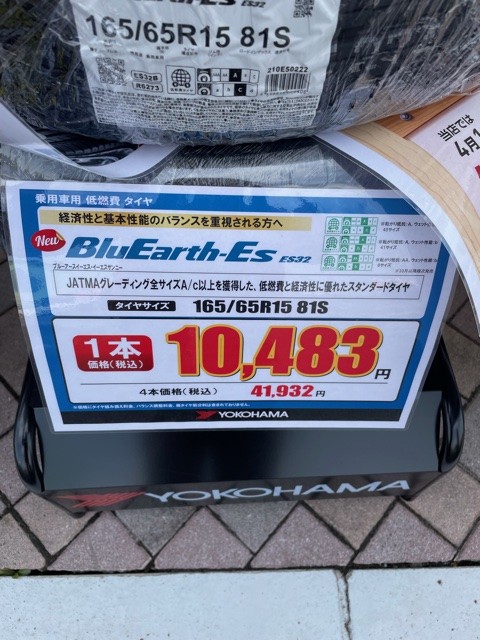 ES32
165/65R15 81S
ES32B
R5273
A
C
210E50222
4月1
乗用車用 低燃費 タイヤ
経済性と基本性能のバランスを重視される方へ
New
BluEarth-Es ES32
ブルーアースイーエス・イーエスサンニー
JATMAグレーディング全サイズA/c以上を獲得した、低燃費と経済性に優れたスタンダードタイヤ
タイヤサイズ 165/65R15 81S
1本
価格(税込)
10,483円
4本価格(税込) 41,932円
YOKOHAMA
YOKOHAMA